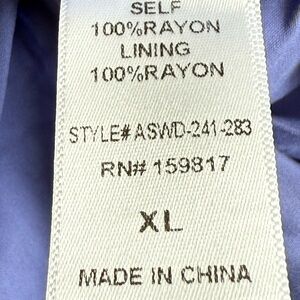 SELF
100%RAYON
LINING
100%RAYON
STYLE# ASWD-241-283
RN# 159817
XL
MADE IN CHINA